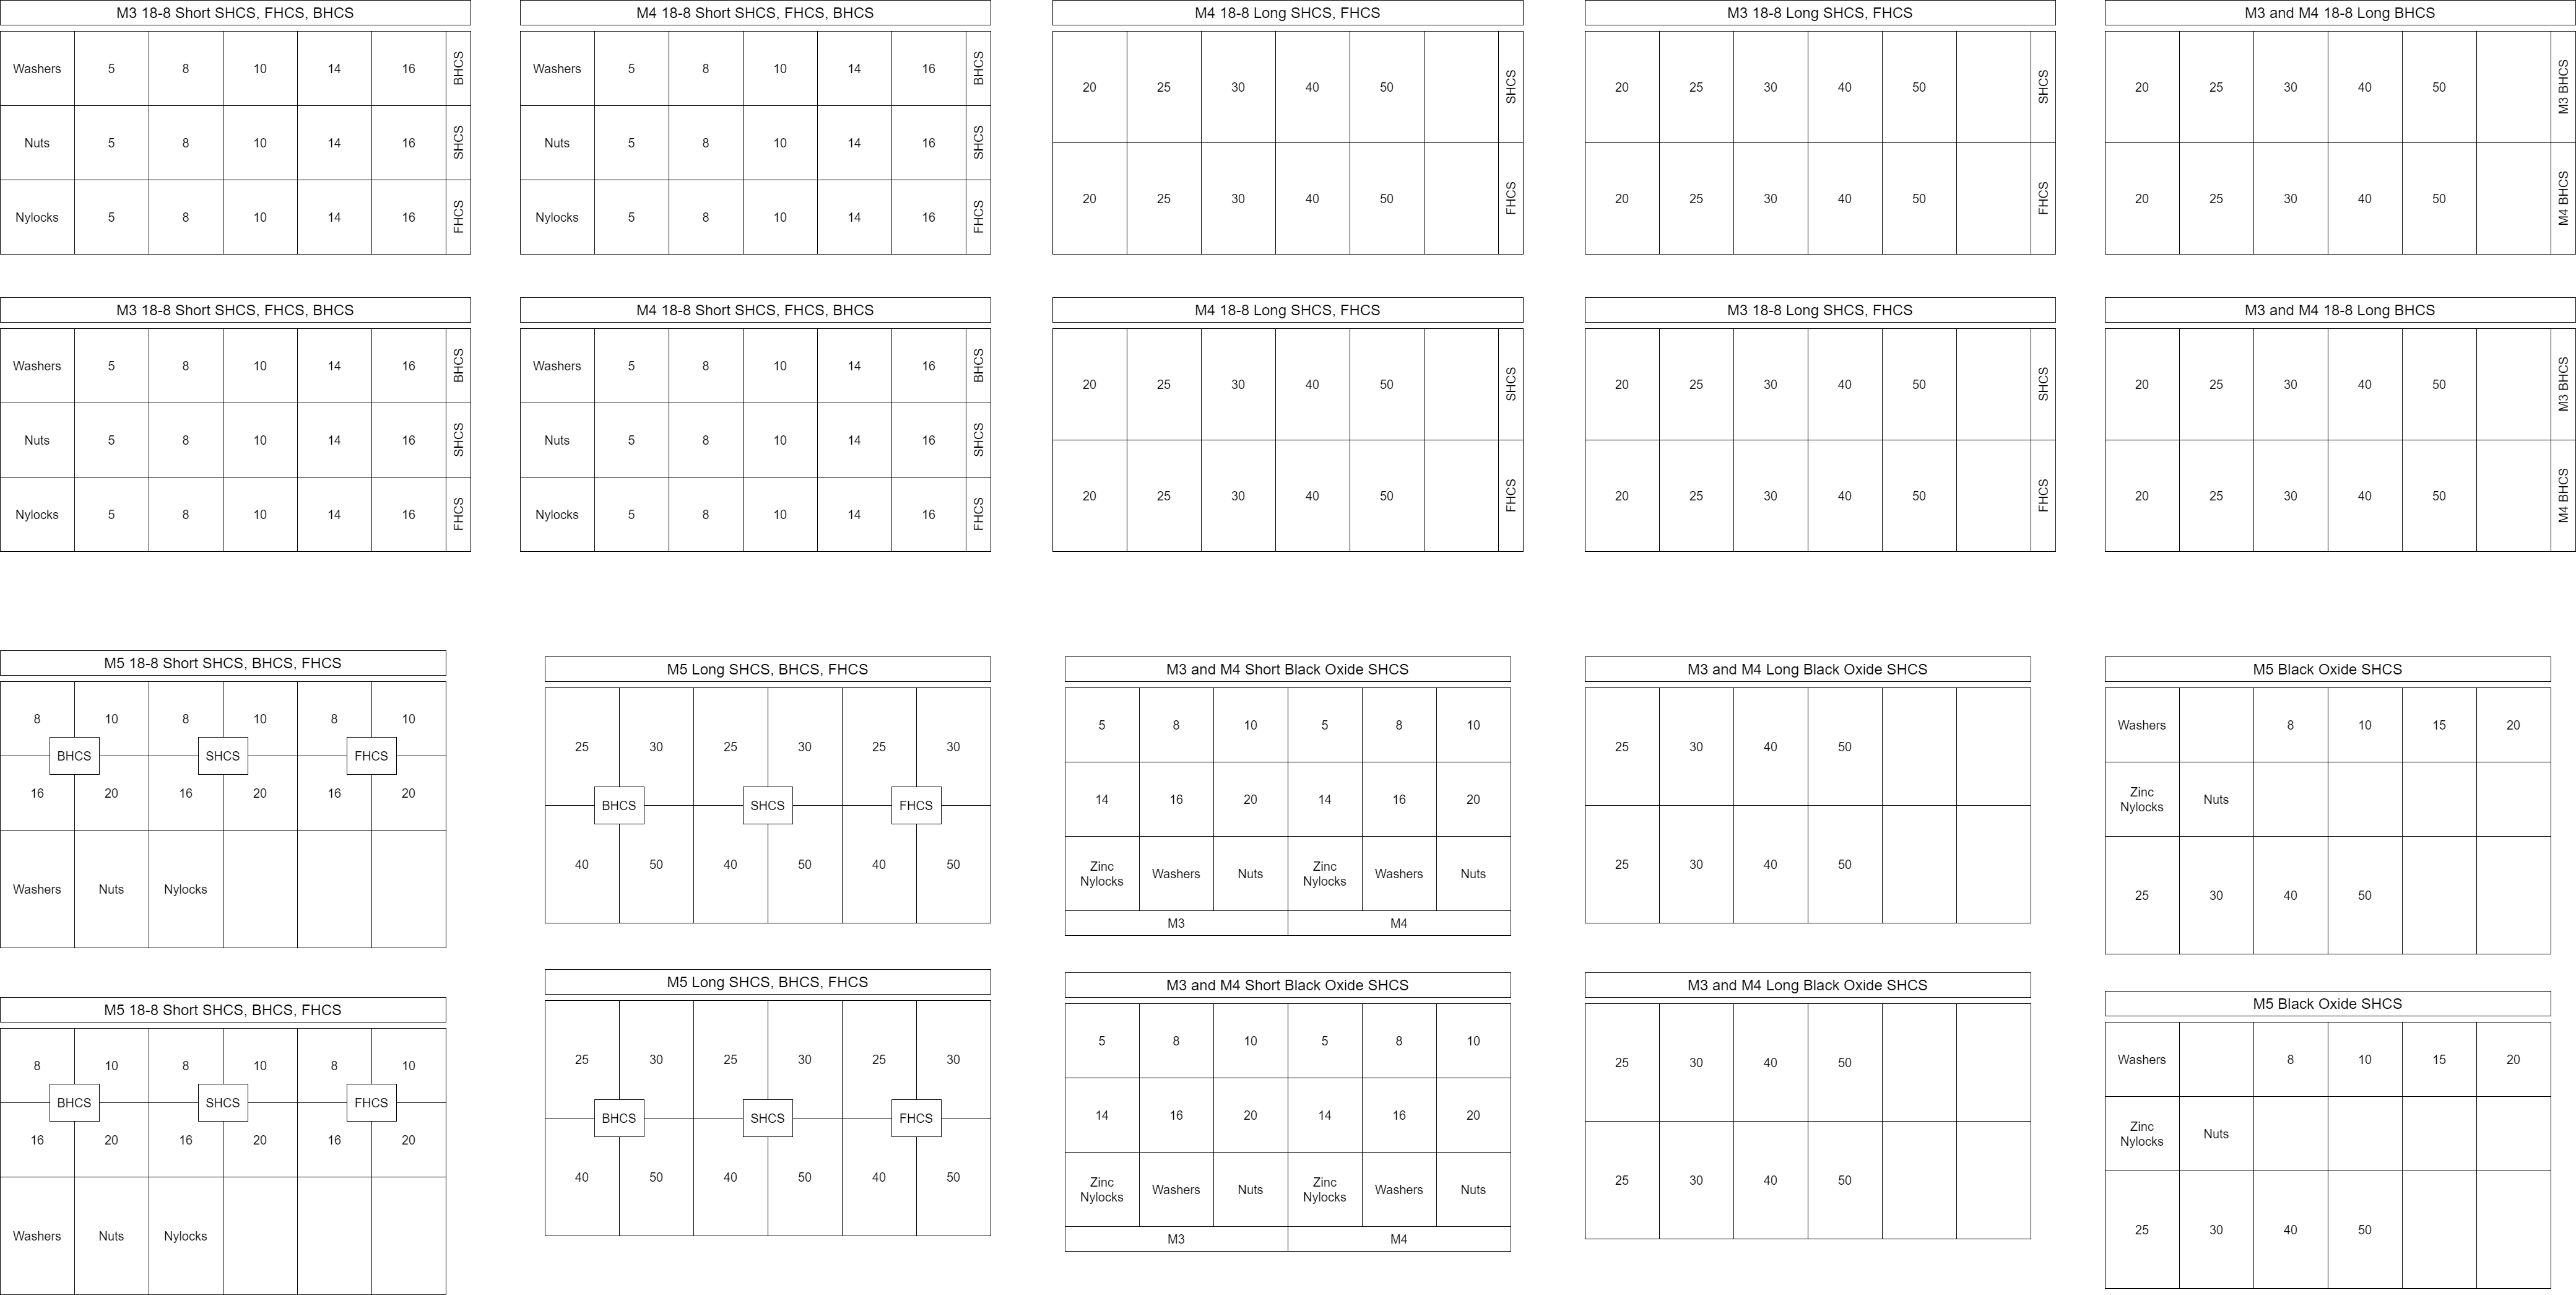 M3 18-8 Short SHCS, FHCS, BHCS
Washers 5 8 10 14 16 BHCS
Nuts 5 8 10 14 16 SHCS
Nylocks 5 8 10 14 16 FHCS
M4 18-8 Short SHCS, FHCS, BHCS
Washers 5 8 10 14 16 BHCS
Nuts 5 8 10 14 16 SHCS
Nylocks 5 8 10 14 16 FHCS
M4 18-8 Long SHCS, FHCS
20 25 30 40 50 SHCS
20 25 30 40 50 FHCS
M3 18-8 Long SHCS, FHCS
20 25 30 40 50 SHCS
20 25 30 40 50 FHCS
M3 and M4 18-8 Long BHCS
20 25 30 40 50 M3 BHCS
20 25 30 40 50 M4 BHCS
M3 18-8 Short SHCS, FHCS, BHCS
Washers 5 8 10 14 16 BHCS
Nuts 5 8 10 14 16 SHCS
Nylocks 5 8 10 14 16 FHCS
M4 18-8 Short SHCS, FHCS, BHCS
Washers 5 8 10 14 16 BHCS
Nuts 5 8 10 14 16 SHCS
Nylocks 5 8 10 14 16 FHCS
M4 18-8 Long SHCS, FHCS
20 25 30 40 50 SHCS
20 25 30 40 50 FHCS
M3 18-8 Long SHCS, FHCS
20 25 30 40 50 SHCS
20 25 30 40 50 FHCS
M3 and M4 18-8 Long BHCS
20 25 30 40 50 M3 BHCS
20 25 30 40 50 M4 BHCS
M5 18-8 Short SHCS, BHCS, FHCS
8 10 8 10 8 10
BHCS SHCS FHCS
16 20 16 20 16 20
Washers Nuts Nylocks
M5 Long SHCS, BHCS, FHCS
25 30 25 30 25 30
BHCS SHCS FHCS
40 50 40 50 40 50
M3 and M4 Short Black Oxide SHCS
5 8 10 5 8 10
14 16 20 14 16 20
Zinc Nylocks Washers Nuts Zinc Nylocks Washers Nuts
M3 M4
M3 and M4 Long Black Oxide SHCS
25 30 40 50
25 30 40 50
M5 Black Oxide SHCS
Washers 8 10 15 20
Zinc Nylocks Nuts
25 30 40 50
M5 18-8 Short SHCS, BHCS, FHCS
8 10 8 10 8 10
BHCS SHCS FHCS
16 20 16 20 16 20
Washers Nuts Nylocks
M5 Long SHCS, BHCS, FHCS
25 30 25 30 25 30
BHCS SHCS FHCS
40 50 40 50 40 50
M3 and M4 Short Black Oxide SHCS
5 8 10 5 8 10
14 16 20 14 16 20
Zinc Nylocks Washers Nuts Zinc Nylocks Washers Nuts
M3 M4
M3 and M4 Long Black Oxide SHCS
25 30 40 50
25 30 40 50
M5 Black Oxide SHCS
Washers 8 10 15 20
Zinc Nylocks Nuts
25 30 40 50